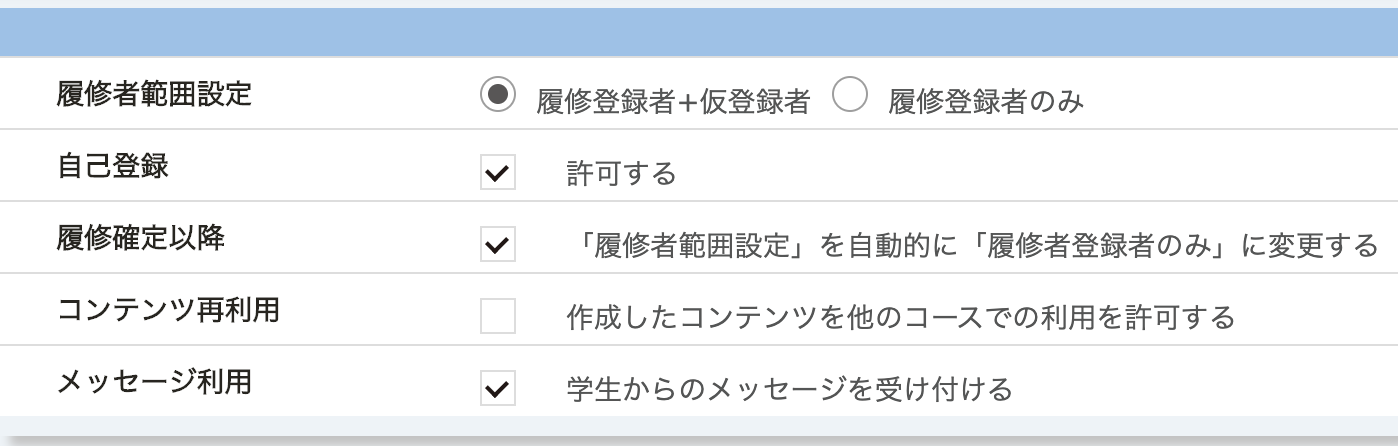 履修者範囲設定 履修登録者+仮登録者 履修登録者のみ
自己登録 許可する
履修確定以降 「履修者範囲設定」を自動的に「履修者登録者のみ」に変更する
コンテンツ再利用 作成したコンテンツを他のコースでの利用を許可する
メッセージ利用 学生からのメッセージを受け付ける